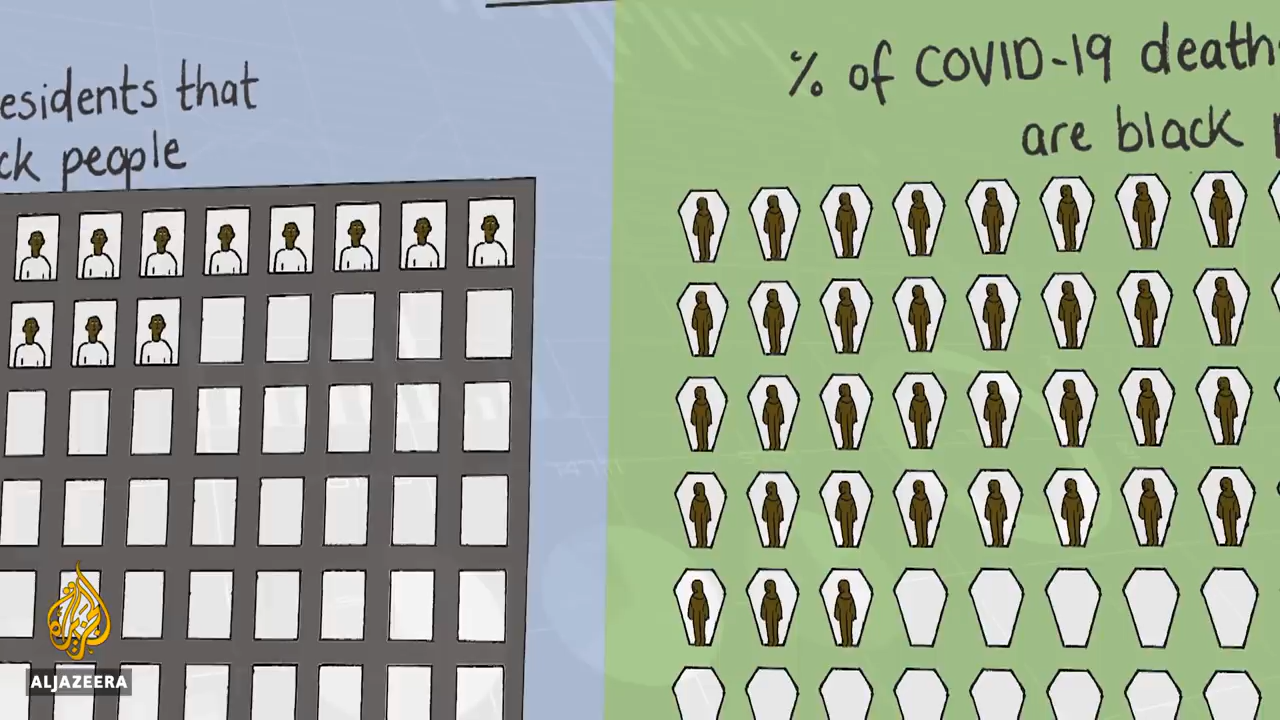 esidents that
ck people
% of COVID-19 death
are black
ALJAZEERA